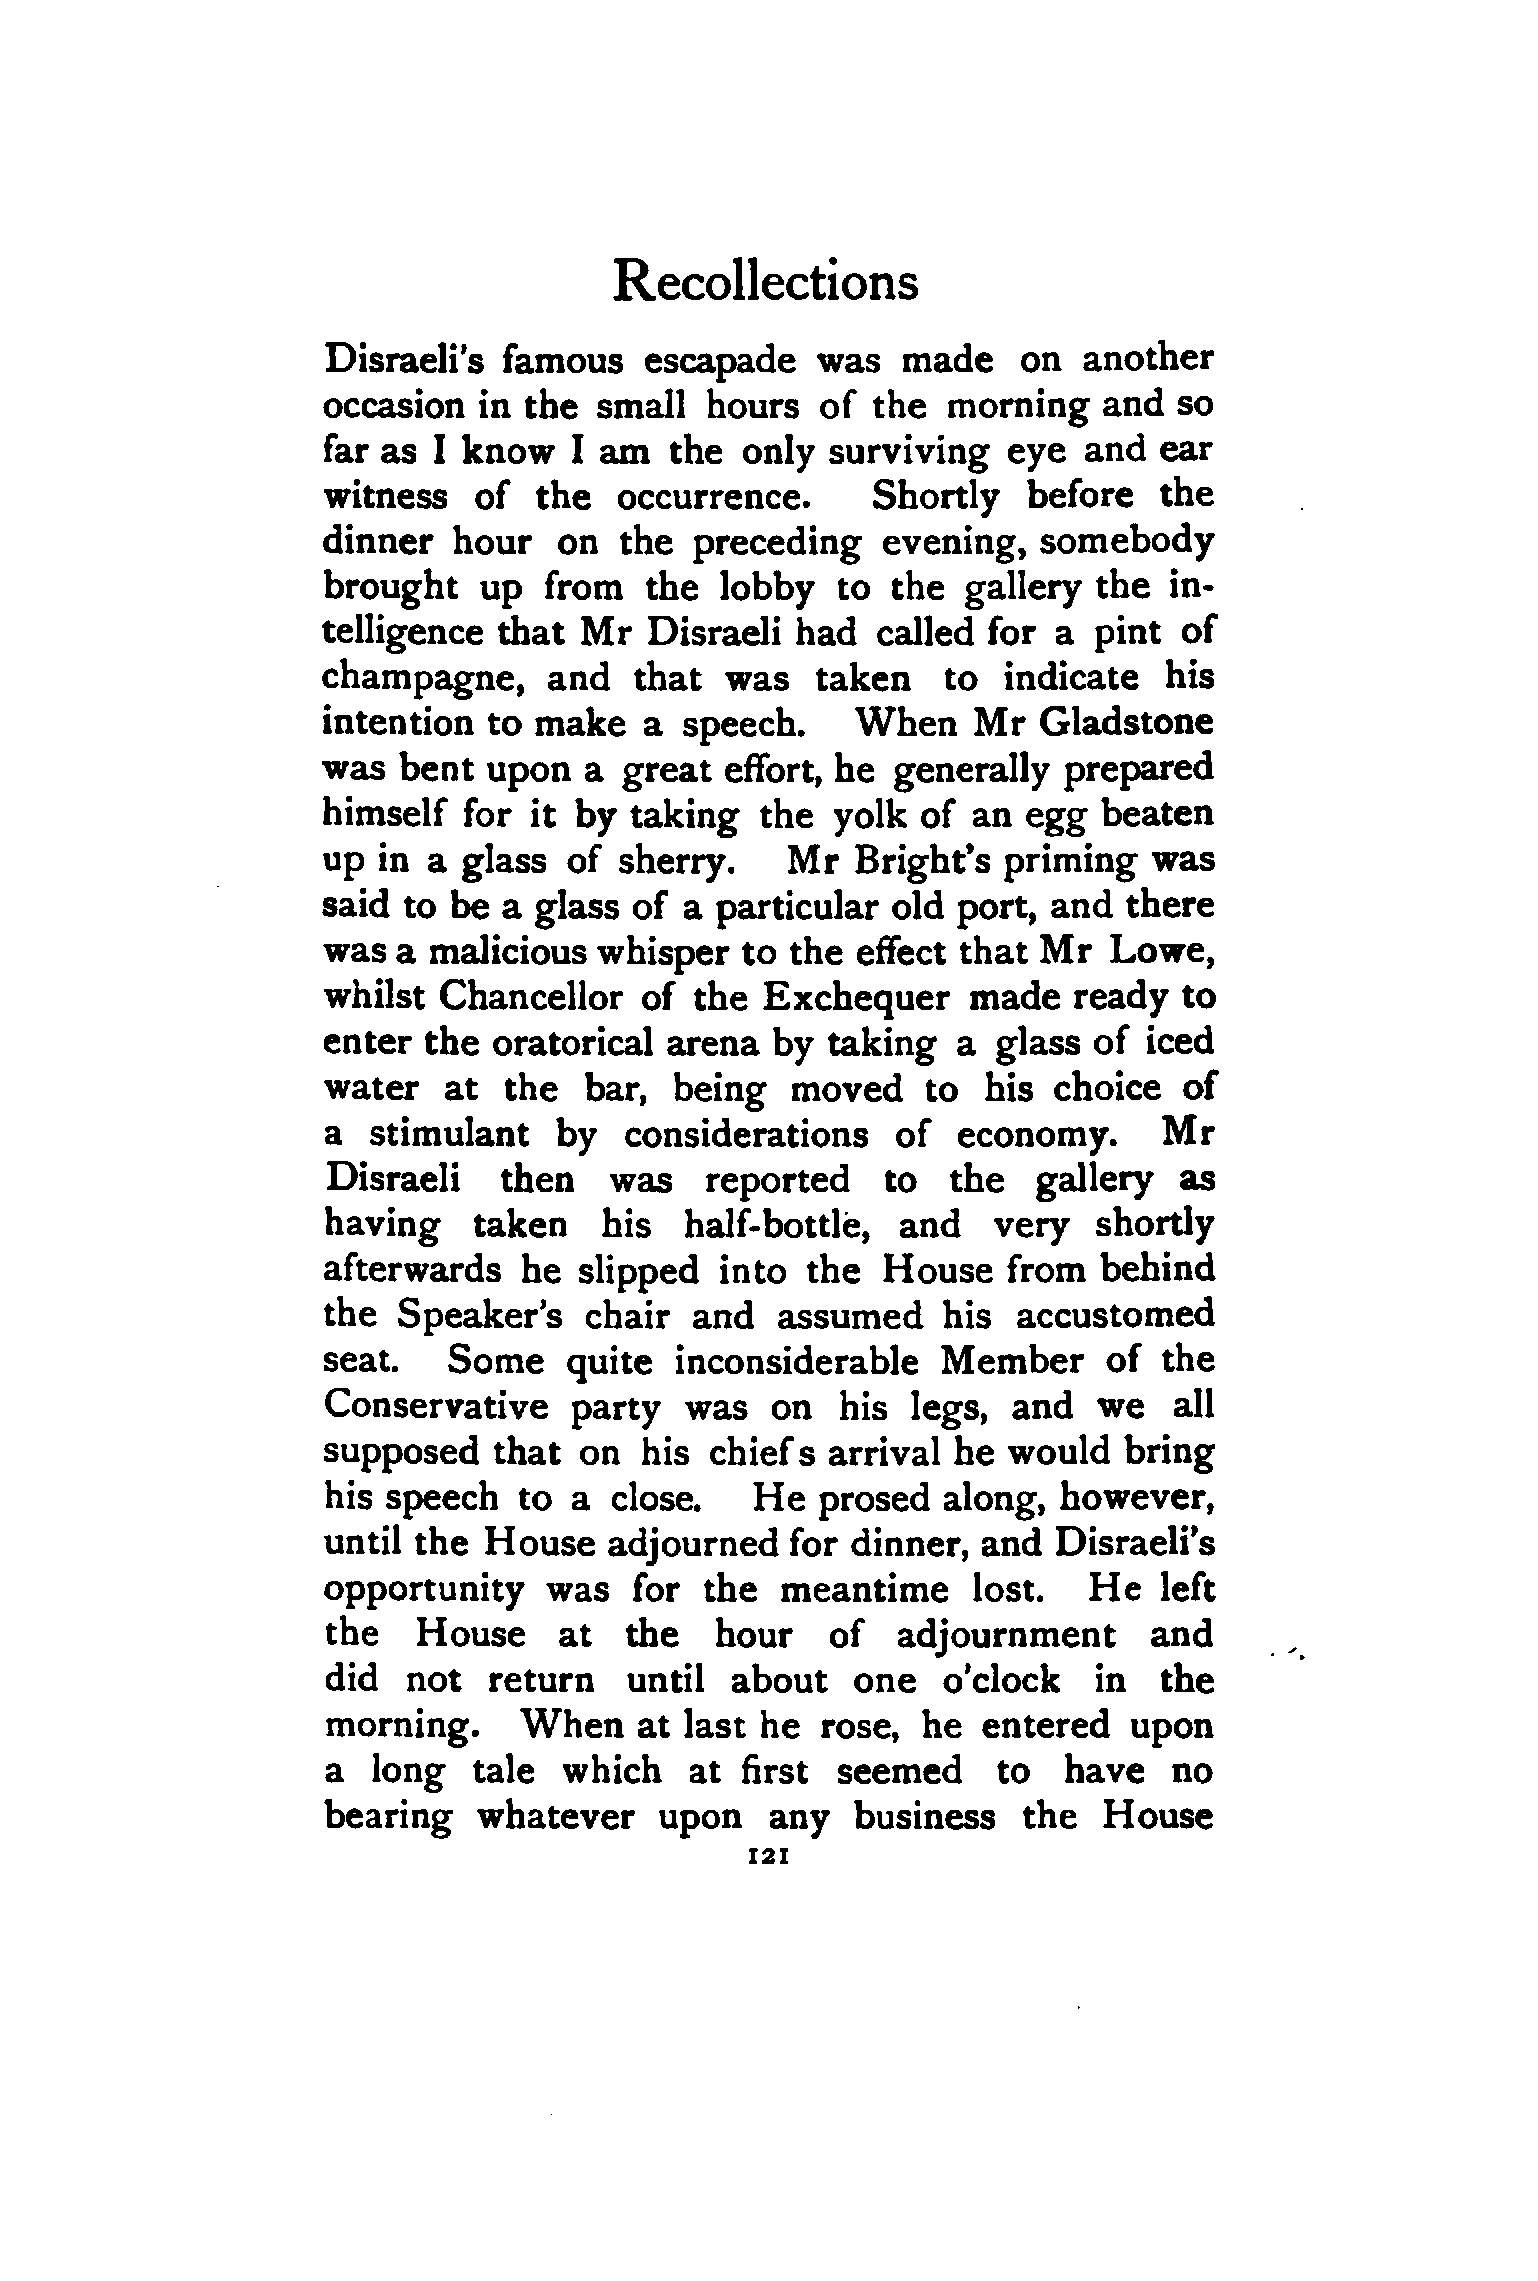 Recollections
Disraeli's famous escapade was made on another
occasion in the small hours of the morning and so
far as I know I am the only surviving eye and ear
witness of the occurrence. Shortly before the
dinner hour on the preceding evening, somebody
brought up from the lobby to the gallery the in-
telligence that Mr Disraeli had called for a pint of
champagne, and that was taken to indicate his
intention to make a speech. When Mr Gladstone
was bent upon a great effort, he generally prepared
himself for it by taking the yolk of an egg beaten
up in a glass of sherry. Mr Bright's priming was
said to be a glass of a particular old port, and there
was a malicious whisper to the effect that Mr Lowe,
whilst Chancellor of the Exchequer made ready to
enter the oratorical arena by taking a glass of iced
water at the bar, being moved to his choice of
a stimulant by considerations of economy. Mr
Disraeli then was reported to the gallery as
having taken his half-bottle, and very shortly
afterwards he slipped into the House from behind
the Speaker's chair and assumed his accustomed
seat. Some quite inconsiderable Member of the
Conservative party was on his legs, and we all
supposed that on his chief s arrival he would bring
his speech to a close. He prosed along, however,
until the House adjourned for dinner, and Disraeli's
opportunity was for the meantime lost. He left
the House at the hour of adjournment and
did not return until about one o'clock in the
morning. When at last he rose, he entered upon
a long tale which at first seemed to have no
bearing whatever upon any business the House
121